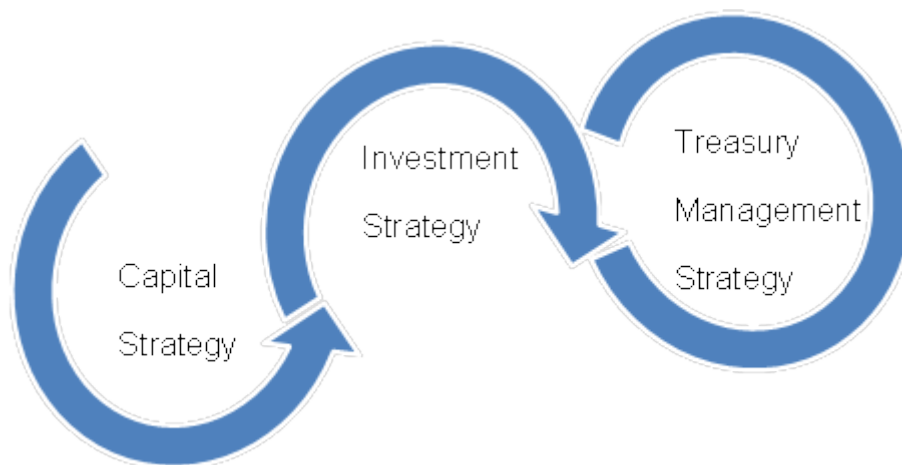 Capital
Strategy
Investment
Strategy
Treasury
Management
Strategy